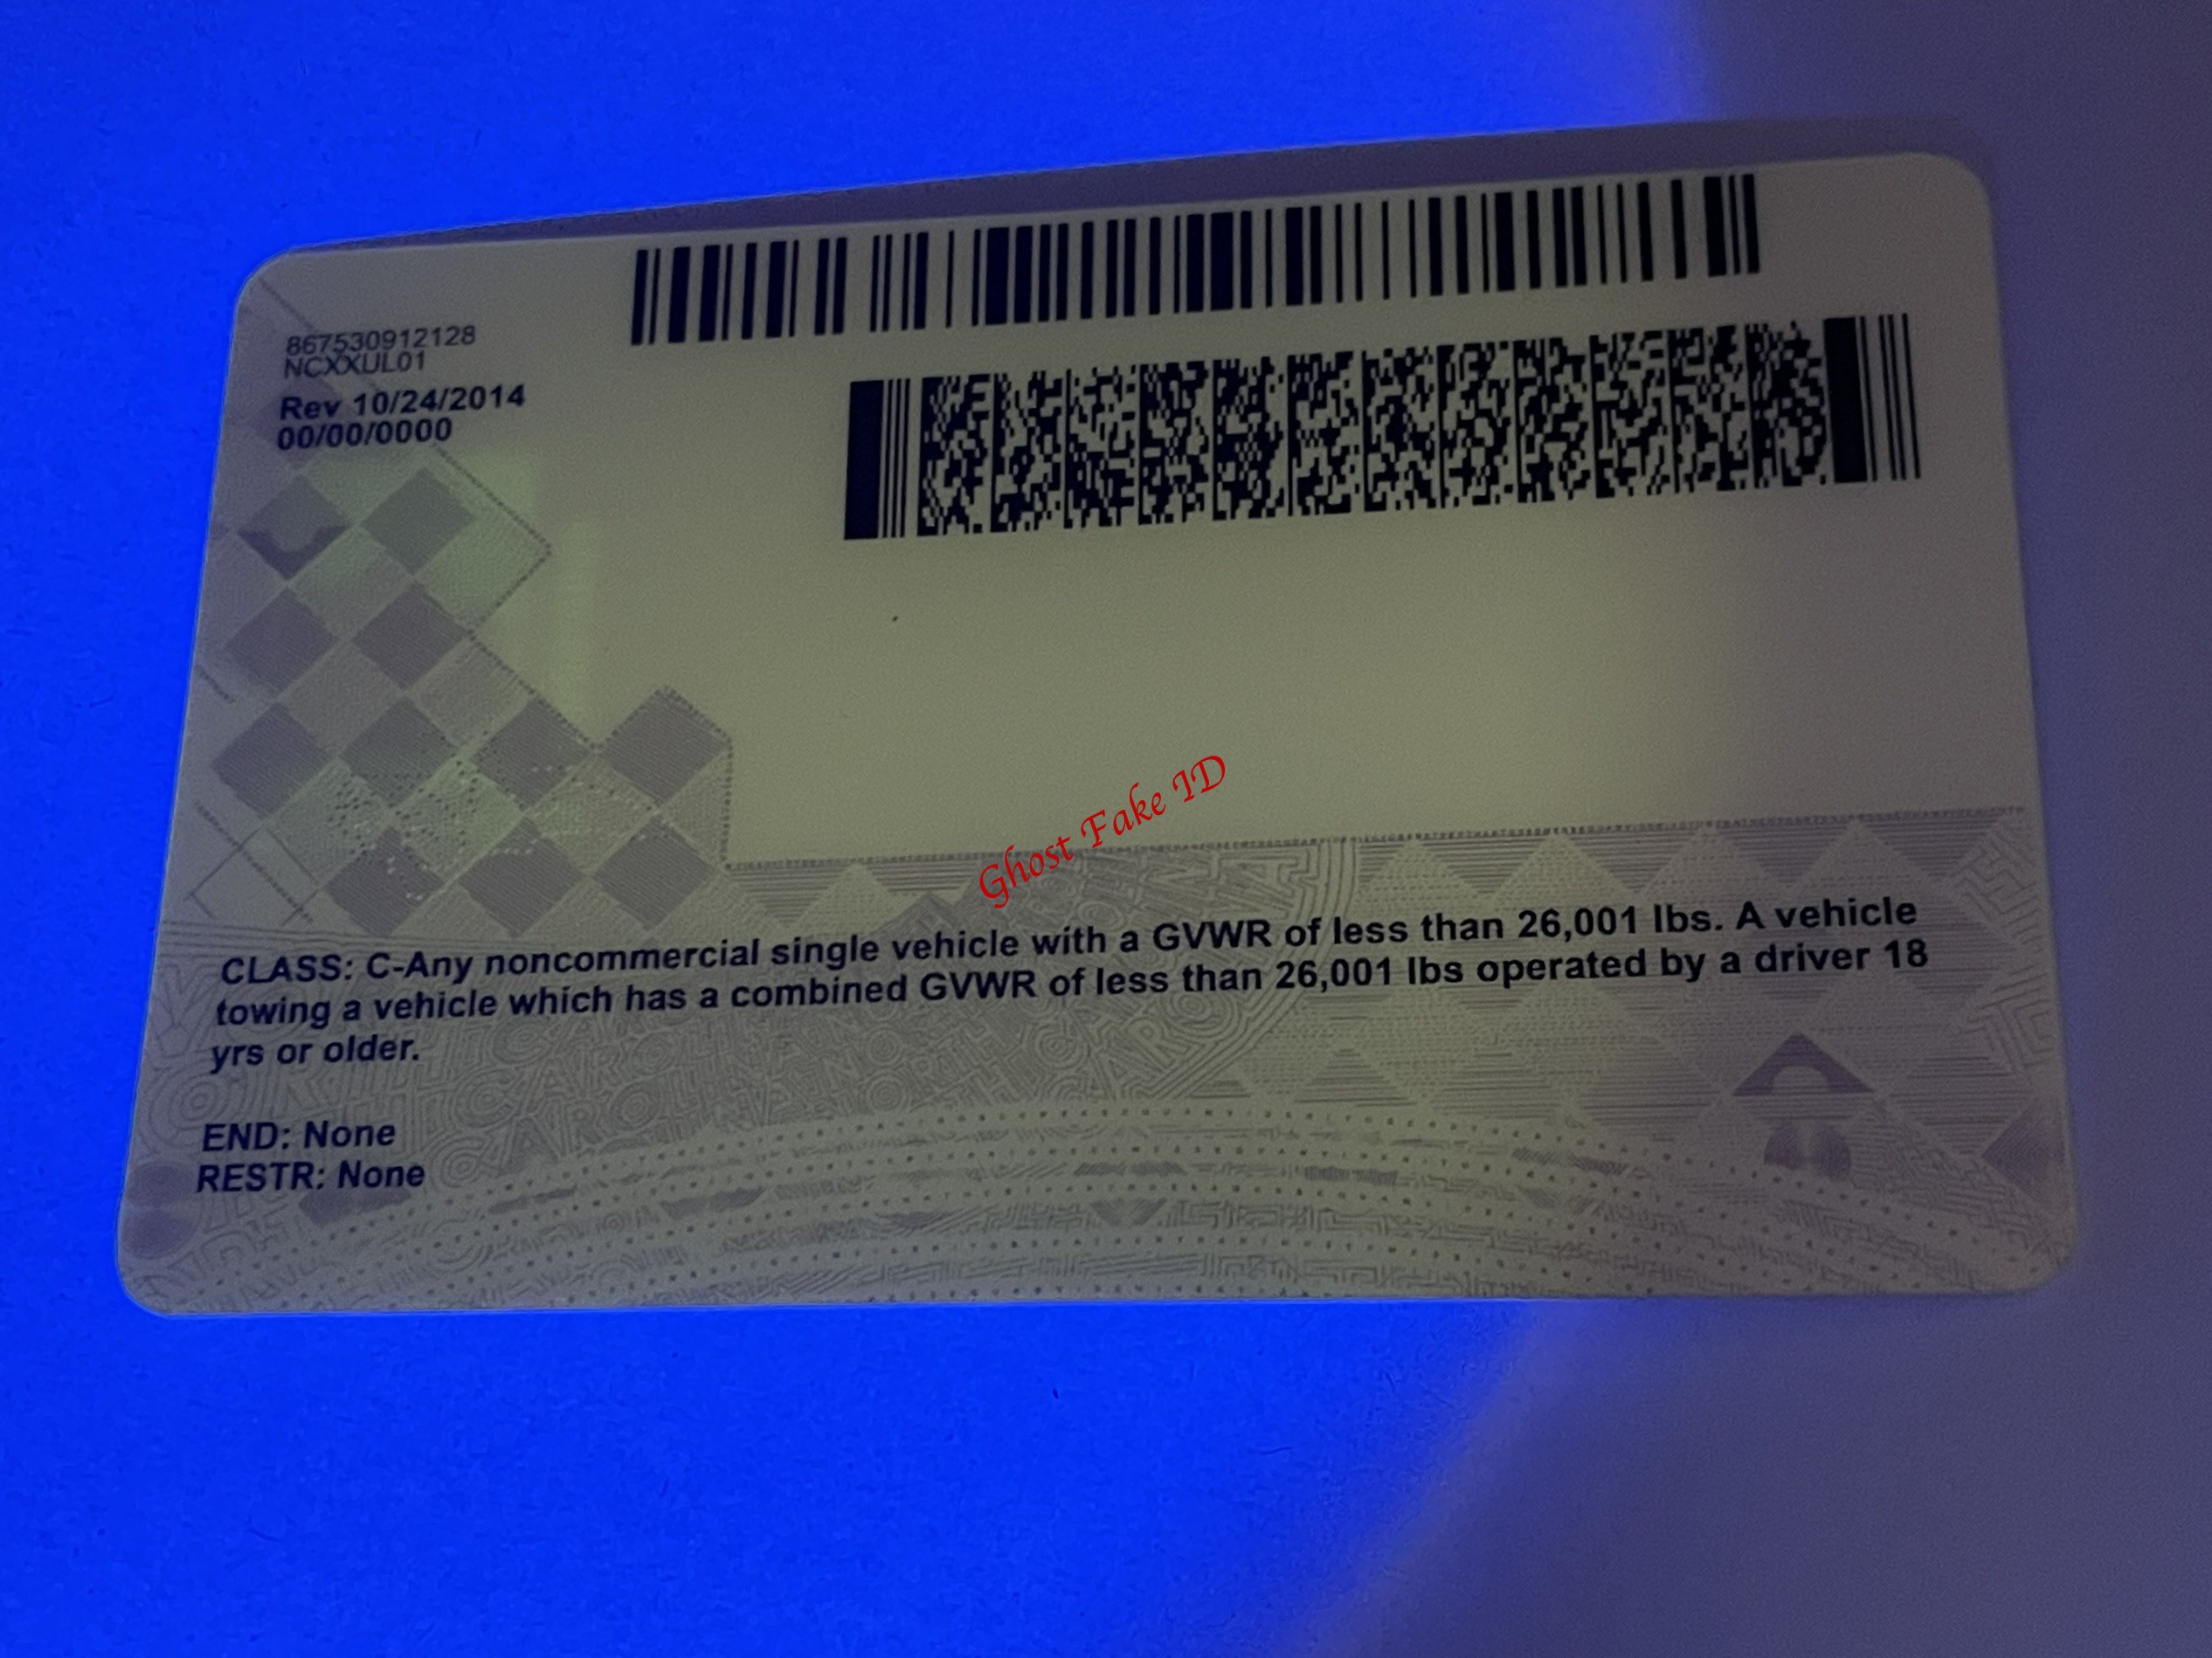 867530912128
NCXXUL01
Rev 10/24/2014
00/00/0000
Ghost Fake ID
CLASS: C-Any noncommercial single vehicle with a GVWR of less than 26,001 lbs. A vehicle
towing a vehicle which has a combined GVWR of less than 26,001 lbs operated by a driver 18
yrs or older.
END: None
RESTR: None